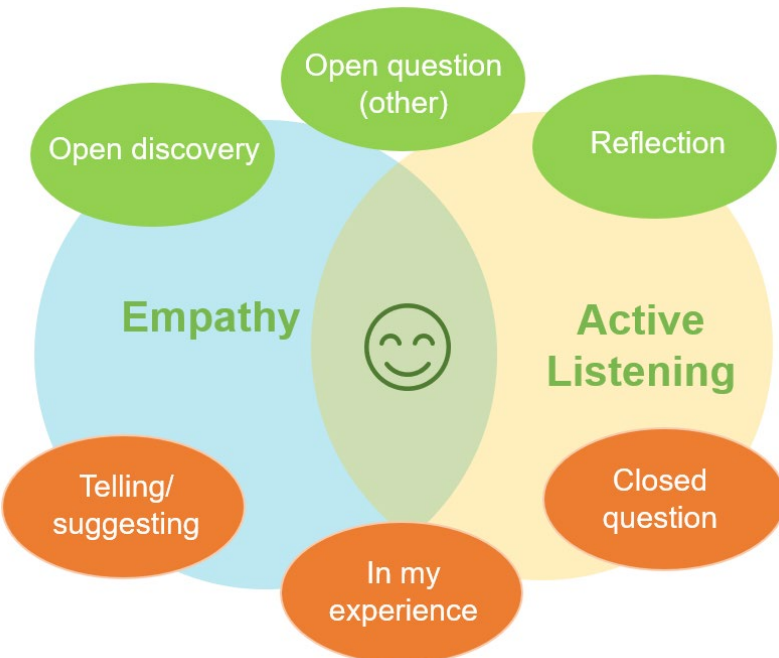 Open question
(other)
Open discovery
Reflection
Empathy
Active
Listening
Telling/
suggesting
Closed
question
In my
experience